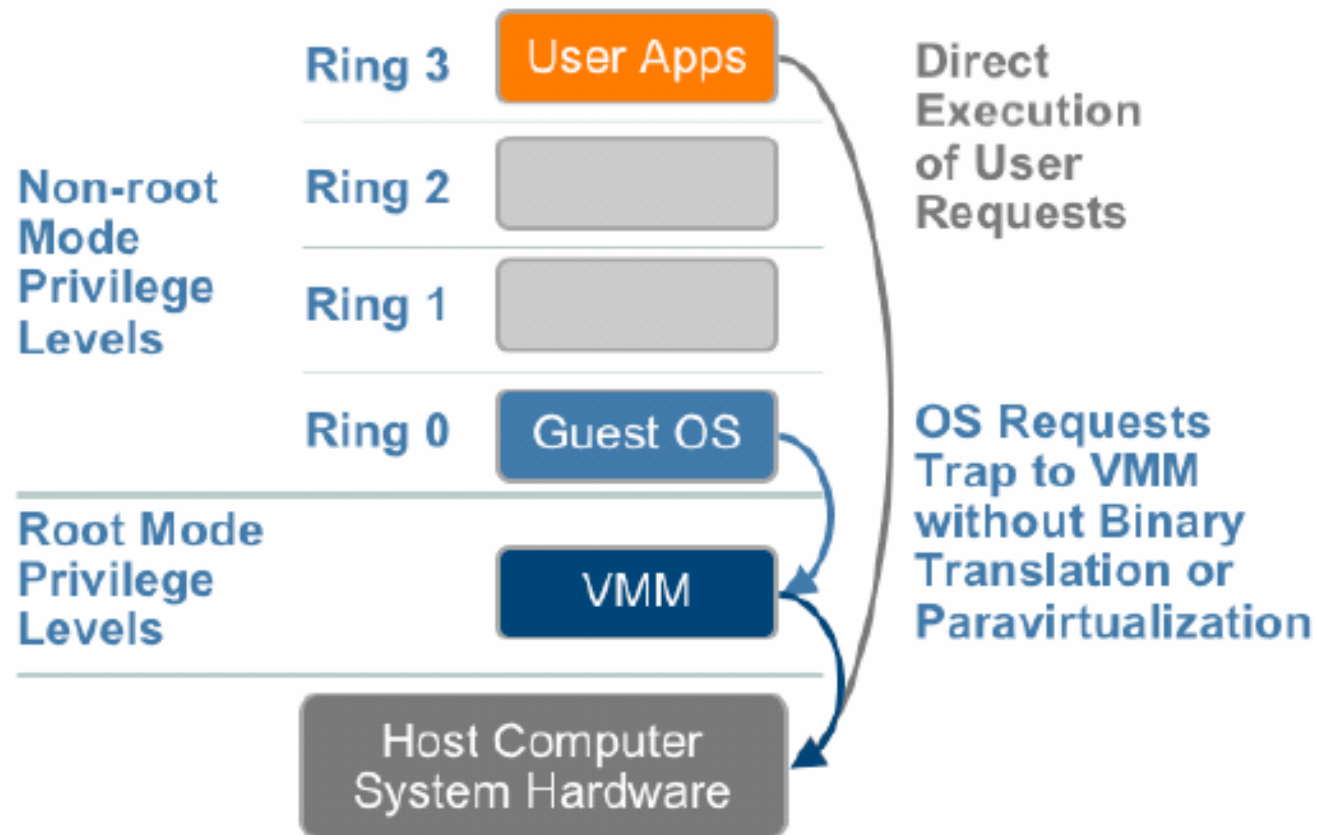 Ring 3
User Apps
Direct
Execution
of User
Requests
Non-root
Mode
Privilege
Levels
Ring 2
Ring 1
Ring 0
Guest OS
OS Requests
Trap to VMM
without Binary
Translation or
Paravirtualization
Root Mode
Privilege
Levels
VMM
Host Computer
System Hardware